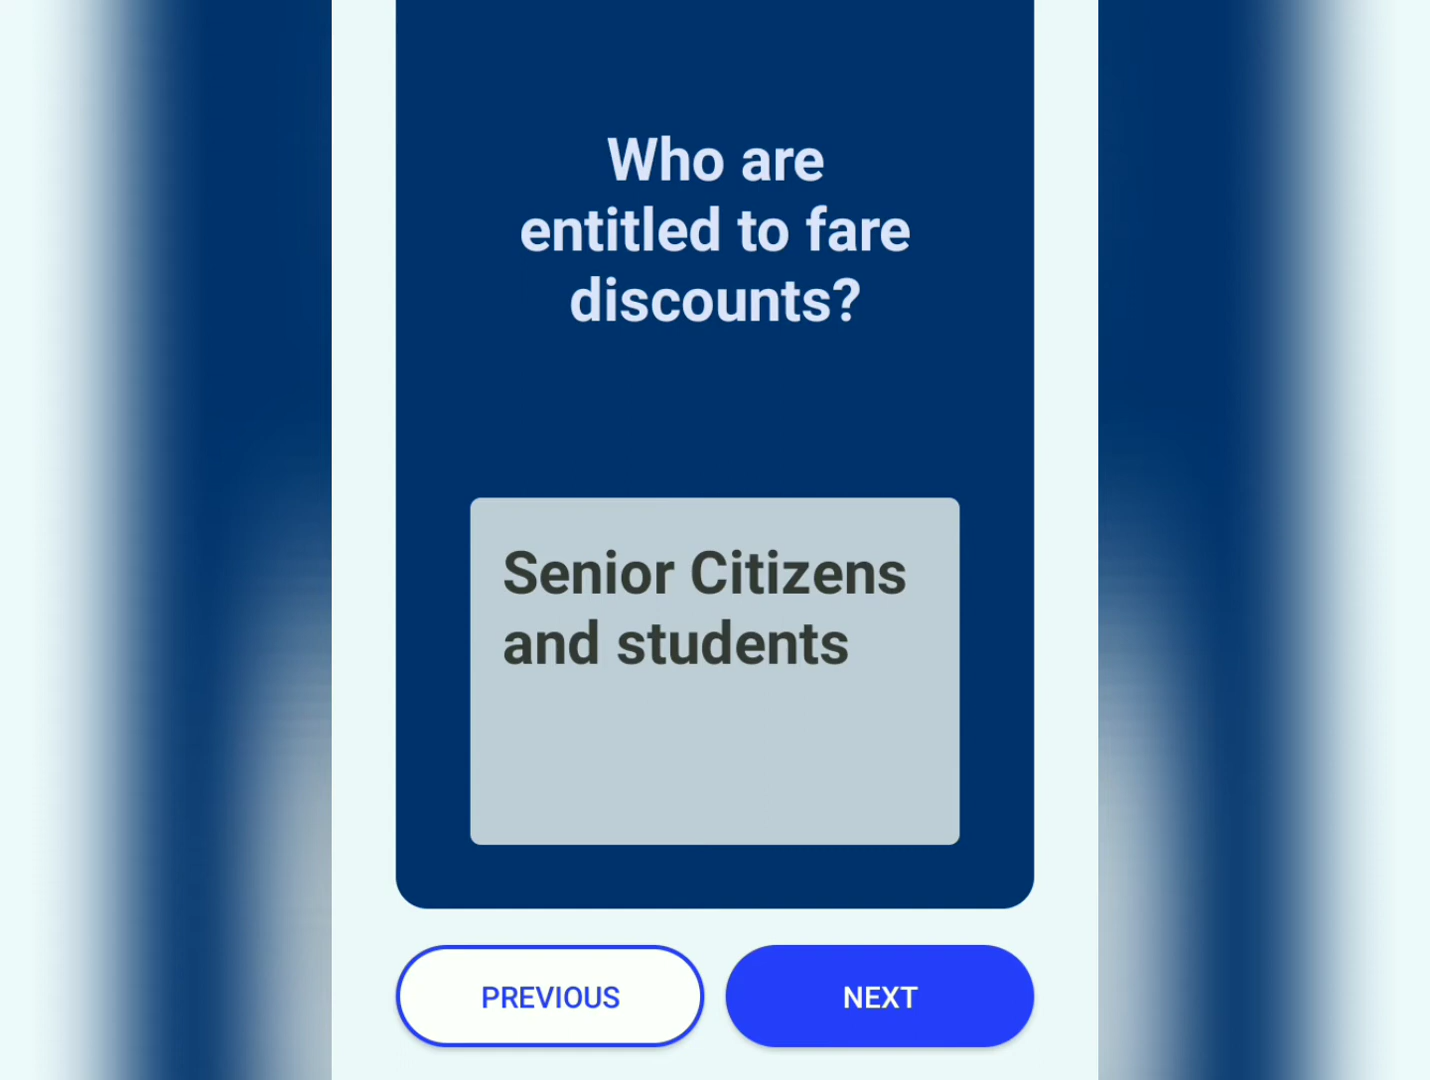 Who are
entitled to fare
discounts?
Senior Citizens
and students
PREVIOUS
NEXT